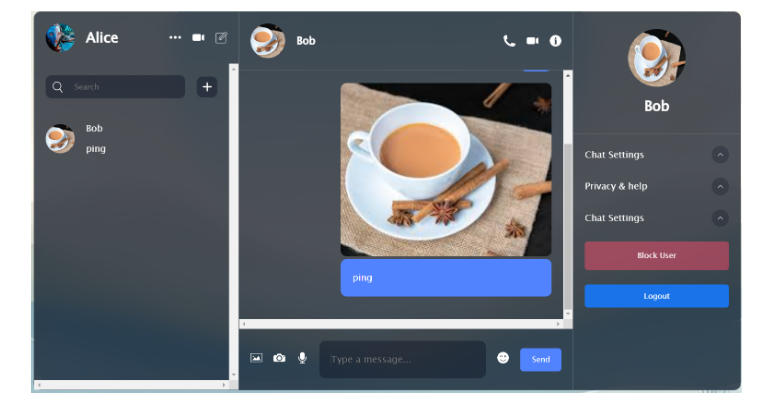 Alice
Search
Bob
ping
Bob
ping
Type a message...
Send
Bob
Chat Settings
Privacy & help
Chat Settings
Block User
Logout